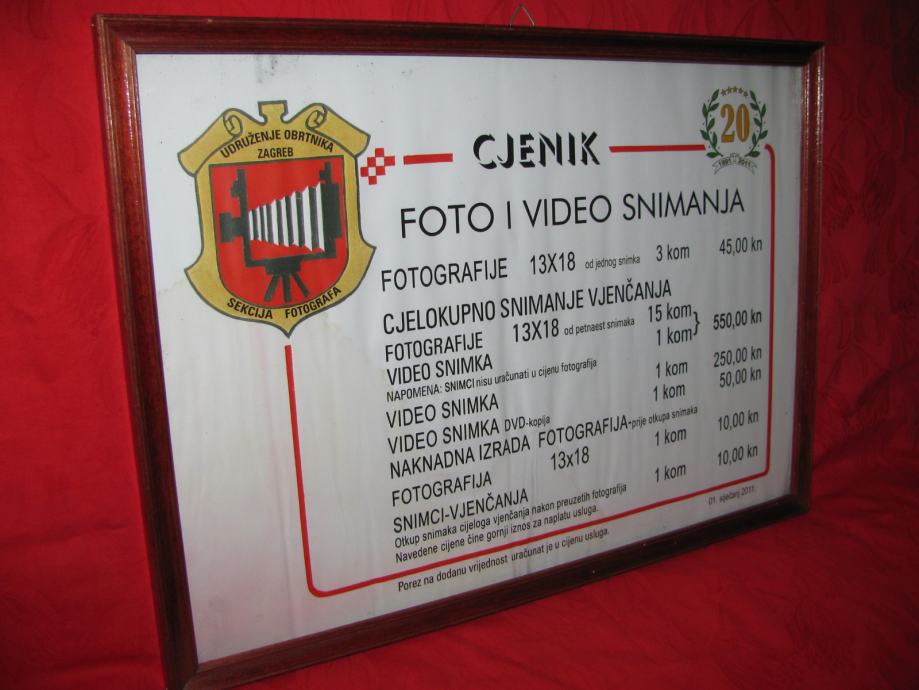 UDRUŽENJE OBRTNIKA
ZAGREB
SEKCIJA FOTOGRAFA
20
1991 2011
CJENIK
FOTO I VIDEO SNIMANJA
FOTOGRAFIJE 13X18 od jednog snimka 3 kom 45,00 kn
CJELOKUPNO SNIMANJE VJENČANJA
FOTOGRAFIJE 13X18 od petnaest snimaka 15 kom
VIDEO SNIMKA 1 kom } 550,00 kn
NAPOMENA: SNIMCI nisu uračunati u cijenu fotografija
VIDEO SNIMKA 1 kom 250,00 kn
VIDEO SNIMKA DVD-kopija 1 kom 50,00 kn
NAKNADNA IZRADA FOTOGRAFIJA-prije otkupa snimaka
FOTOGRAFIJA 13x18 1 kom 10,00 kn
SNIMCI-VJENČANJA 1 kom 10,00 kn
Otkup snimaka cijeloga vjenčanja nakon preuzetih fotografija
Navedene cijene čine gornji iznos za naplatu usluga.
01. siječanj 2011.
Porez na dodanu vrijednost uračunat je u cijenu usluga.